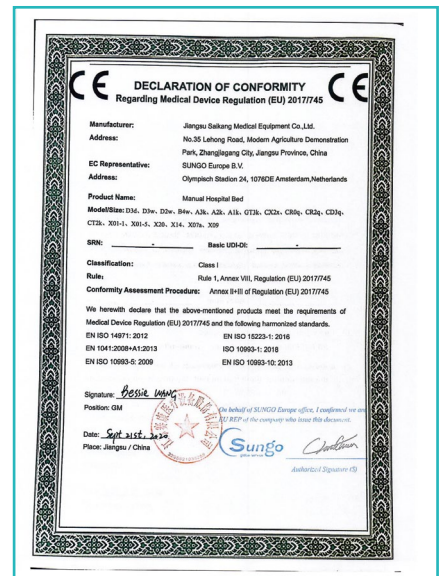 CE
DECLARATION OF CONFORMITY
CE
Regarding Medical Device Regulation (EU) 2017/745
Manufacturer: Jiangsu Saikang Medical Equipment Co.,Ltd.
Address: No.35 Lehong Road, Modern Agriculture Demonstration
Park, Zhangjiagang City, Jiangsu Province, China
EC Representative: SUNGO Europe B.V.
Address: Olympisch Stadion 24, 1076DE Amsterdam,Netherlands
Product Name: Manual Hospital Bed
Model/Size: D3d, D3w, D2w, B4w, A3k, A2k, A1k, GT3k, CX2x, CR0q, CR2q, CD3q,
CT2k, X01-1, X01-5, X20, X14, X07a, X09
SRN: - Basic UDI-DI: -
Classification: Class I
Rule: Rule 1, Annex VIII, Regulation (EU) 2017/745
Conformity Assessment Procedure: Annex II+III of Regulation (EU) 2017/745
We herewith declare that the above-mentioned products meet the requirements of
Medical Device Regulation (EU) 2017/745 and the following harmonized standards.
EN ISO 14971: 2012 EN ISO 15223-1: 2016
EN 1041:2008+A1:2013 ISO 10993-1: 2018
EN ISO 10993-5: 2009 EN ISO 10993-10: 2013
Signature: Bessie WANG
Position: GM
On behalf of SUNGO Europe office, I confirmed we are
EU REP of the company who issue this document.
Date: Sept 21st, 2020
Place: Jiangsu / China
Sungo
Authorized Signature (S)